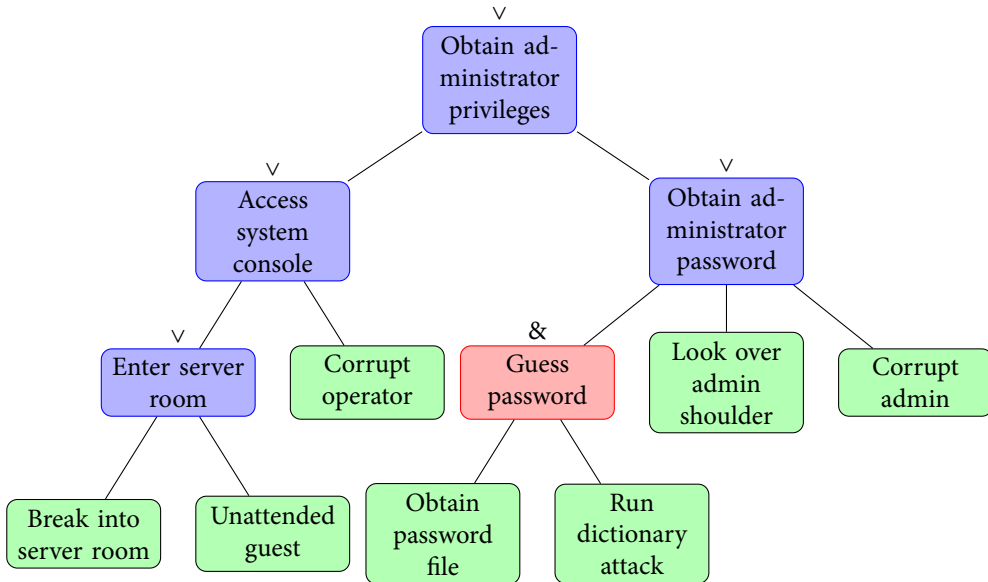 ∨
Obtain ad-
ministrator
privileges
∨
Access
system
console
∨
Obtain ad-
ministrator
password
∨
Enter server
room
Corrupt
operator
&
Guess
password
Look over
admin
shoulder
Corrupt
admin
Break into
server room
Unattended
guest
Obtain
password
file
Run
dictionary
attack